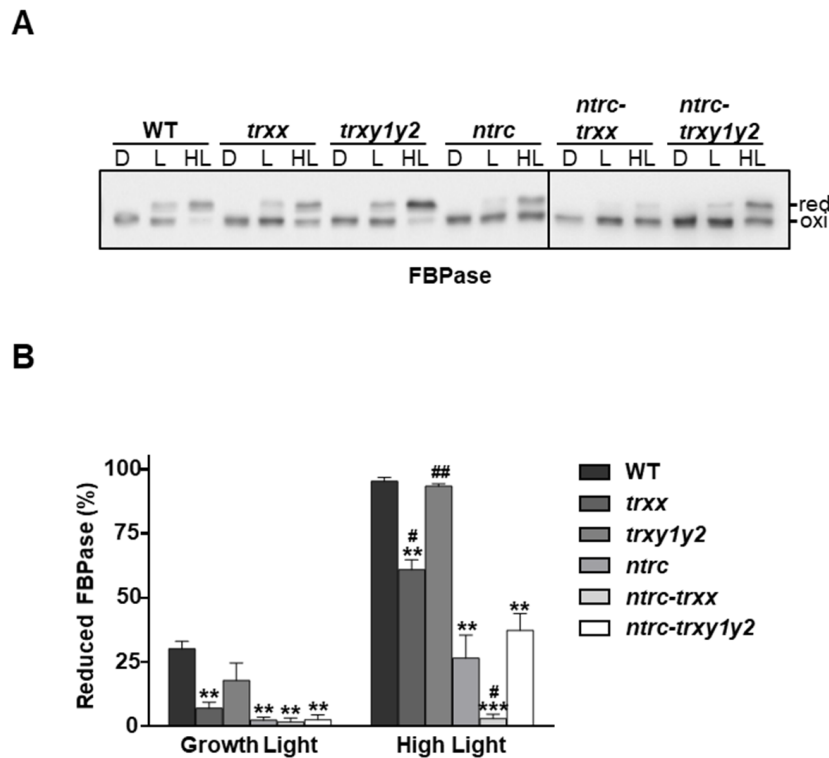 A
WT trxx trxy1y2 ntrc ntrc-trxx ntrc-trxy1y2
D L HL D L HL D L HL D L HL D L HL D L HL
red
oxi
FBPase
B
Reduced FBPase (%)
100
75
50
25
0
** ** ** **
# ** ## ** # *** **
Growth Light High Light
WT
trxx
trxy1y2
ntrc
ntrc-trxx
ntrc-trxy1y2